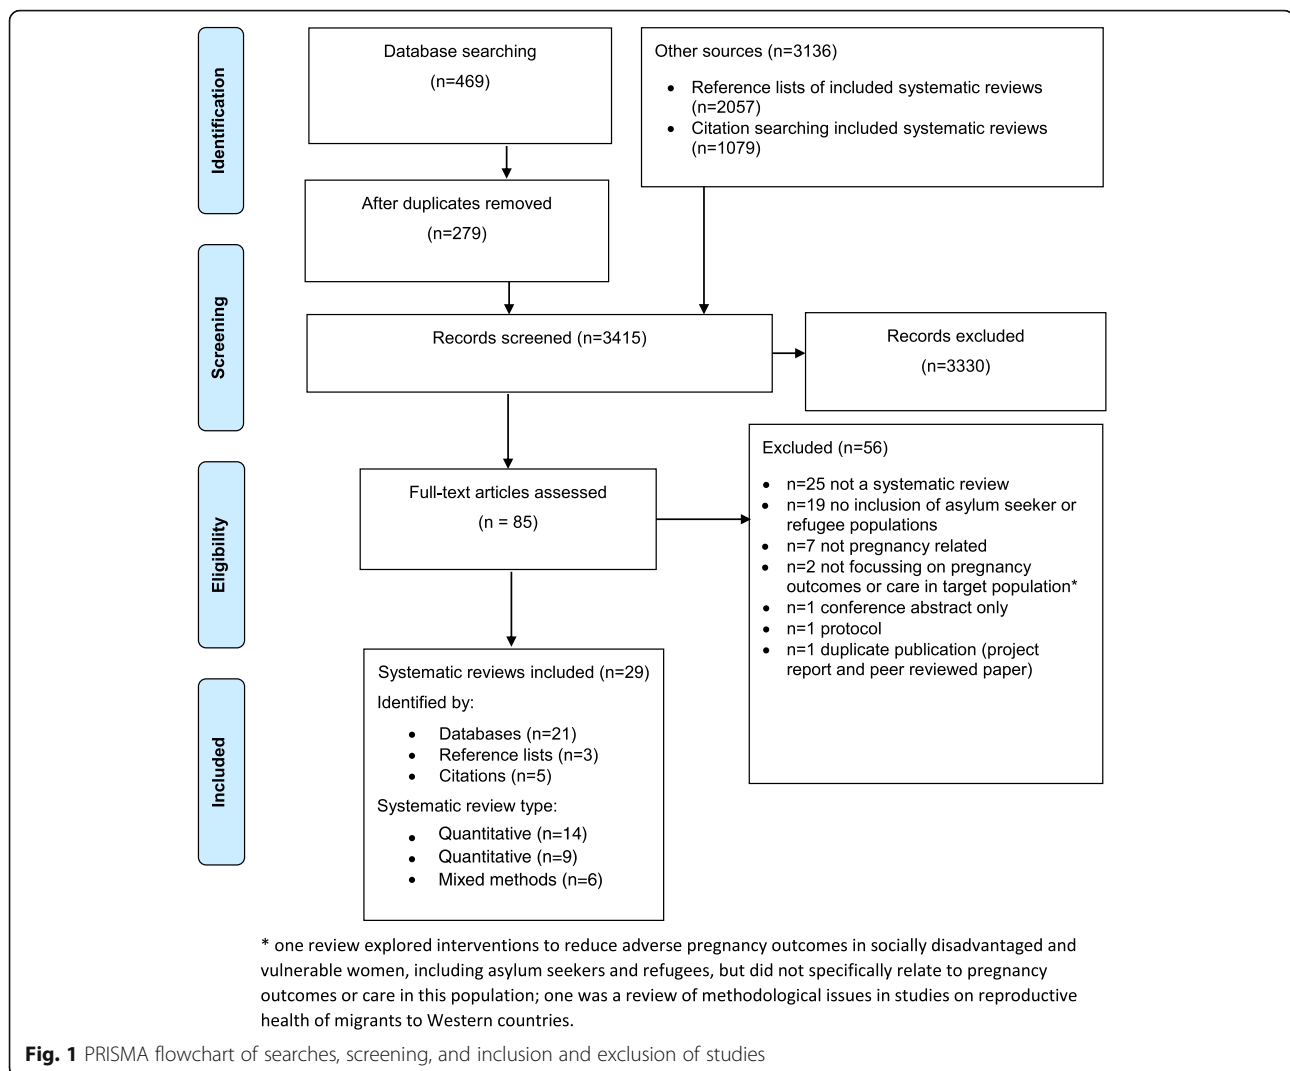 Identification
Database searching
(n=469)
Other sources (n=3136)
• Reference lists of included systematic reviews
(n=2057)
• Citation searching included systematic reviews
(n=1079)
After duplicates removed
(n=279)
Screening
Records screened (n=3415)
Records excluded
(n=3330)
Eligibility
Full-text articles assessed
(n = 85)
Excluded (n=56)
• n=25 not a systematic review
• n=19 no inclusion of asylum seeker or
refugee populations
• n=7 not pregnancy related
• n=2 not focussing on pregnancy
outcomes or care in target population*
• n=1 conference abstract only
• n=1 protocol
• n=1 duplicate publication (project
report and peer reviewed paper)
Included
Systematic reviews included (n=29)
Identified by:
• Databases (n=21)
• Reference lists (n=3)
• Citations (n=5)
Systematic review type:
• Quantitative (n=14)
• Quantitative (n=9)
• Mixed methods (n=6)
* one review explored interventions to reduce adverse pregnancy outcomes in socially disadvantaged and
vulnerable women, including asylum seekers and refugees, but did not specifically relate to pregnancy
outcomes or care in this population; one was a review of methodological issues in studies on reproductive
health of migrants to Western countries.
Fig. 1 PRISMA flowchart of searches, screening, and inclusion and exclusion of studies